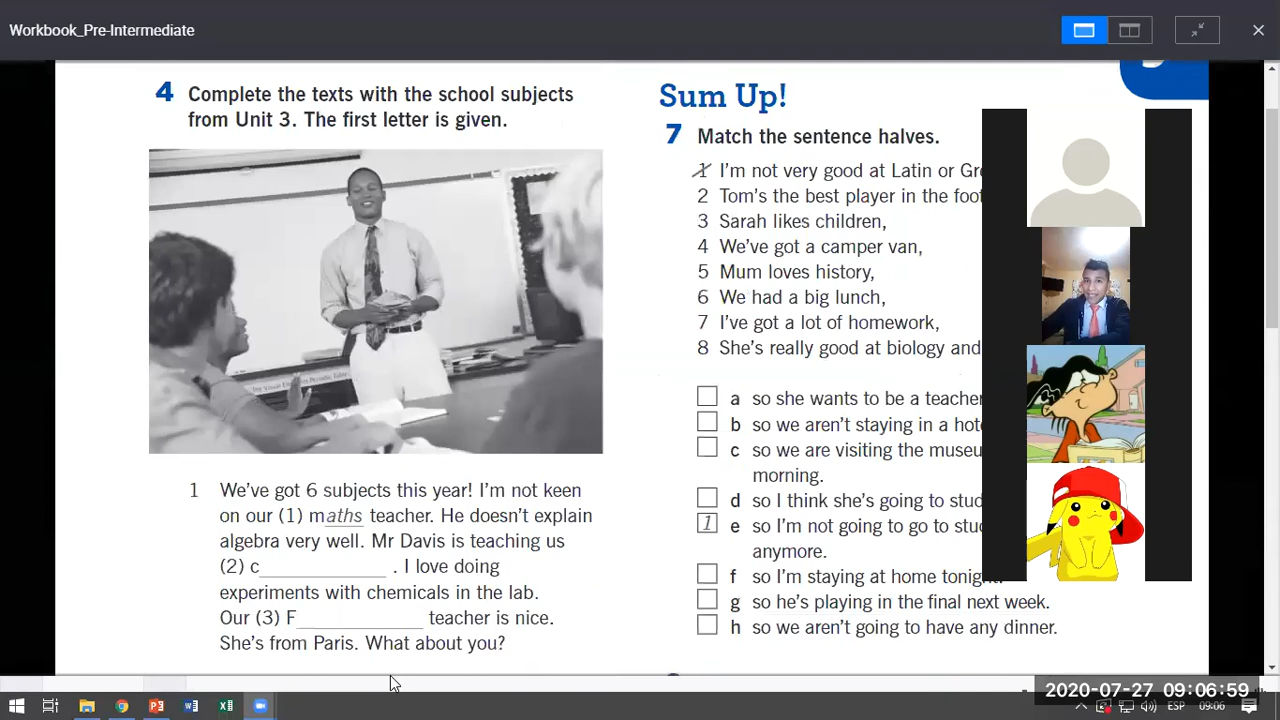 Workbook_Pre-Intermediate
4 Complete the texts with the school subjects
from Unit 3. The first letter is given.
1 We've got 6 subjects this year! I'm not keen
on our (1) maths teacher. He doesn't explain
algebra very well. Mr Davis is teaching us
(2) c____________ . I love doing
experiments with chemicals in the lab.
Our (3) F____________ teacher is nice.
She's from Paris. What about you?
Sum Up!
7 Match the sentence halves.
1 I'm not very good at Latin or Gr
2 Tom's the best player in the foot
3 Sarah likes children,
4 We've got a camper van,
5 Mum loves history,
6 We had a big lunch,
7 I've got a lot of homework,
8 She's really good at biology and
a so she wants to be a teacher
b so we aren't staying in a hot
c so we are visiting the museu
morning.
d so I think she's going to stud
1 e so I'm not going to go to stu
anymore.
f so I'm staying at home tonight.
g so he's playing in the final next week.
h so we aren't going to have any dinner.
2020-07-27 09:06:59
ESP
09:06